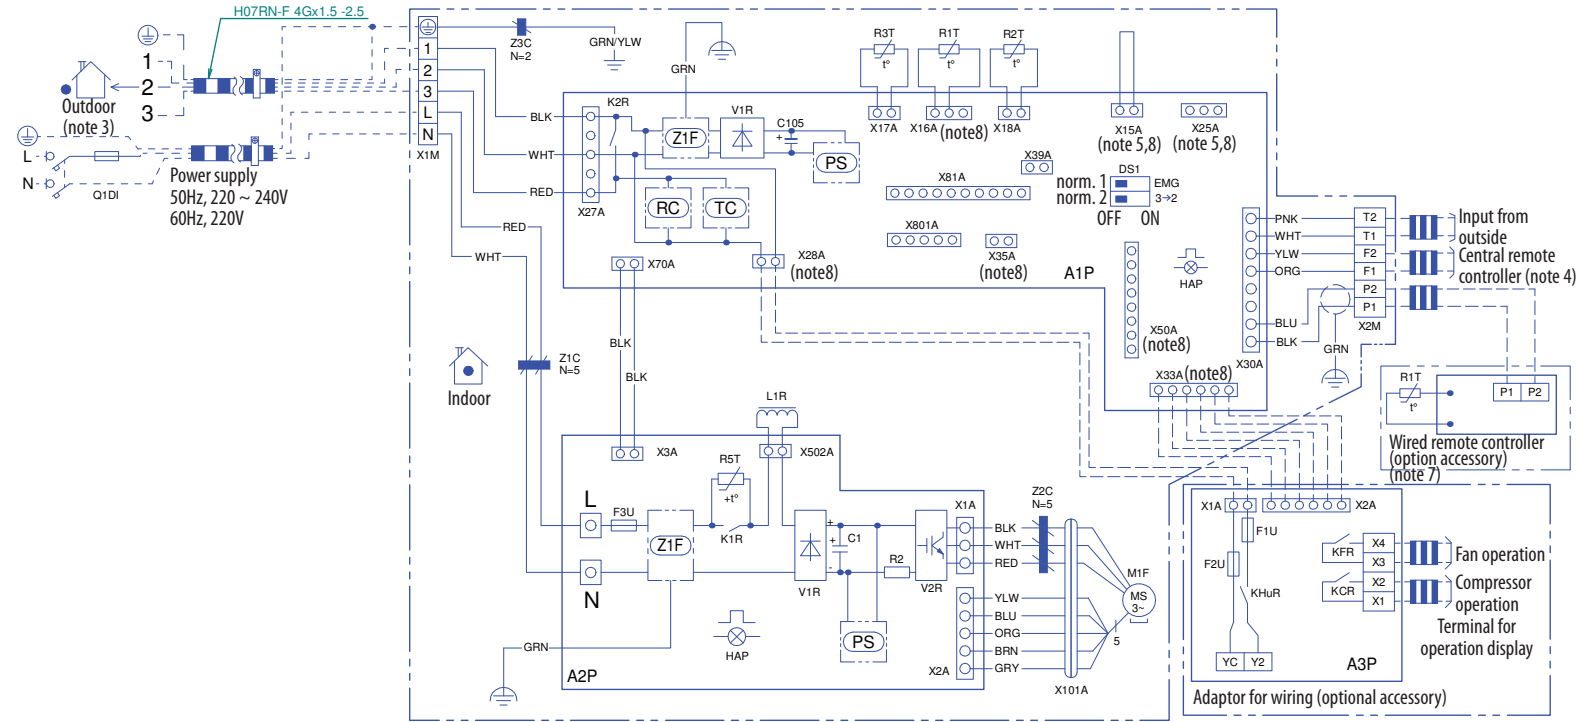 H07RN-F 4Gx1.5 -2.5
1
2
3
Outdoor
(note 3)
L
N
Q1DI
Power supply
50Hz, 220 ~ 240V
60Hz, 220V
1
2
3
L
N
X1M
Z3C
N=2
GRN/YLW
GRN
BLK
WHT
RED
K2R
X27A
Z1F
V1R
C105
+
PS
RC
TC
R3T
t°
X17A
R1T
t°
X16A
(note8)
R2T
t°
X18A
X15A
(note 5,8)
X25A
(note 5,8)
X39A
X81A
DS1
norm. 1
EMG
norm. 2
3→2
OFF
ON
X801A
X35A
(note8)
X28A
(note8)
X70A
A1P
HAP
X50A
(note8)
X33A
(note8)
PNK
WHT
YLW
ORG
BLU
BLK
X30A
T2
T1
F2
F1
P2
P1
X2M
GRN
Input from
outside
Central remote
controller (note 4)
R1T
t°
P1
P2
Wired remote controller
(option accessory)
(note 7)
RED
WHT
Z1C
N=5
Indoor
BLK
BLK
L1R
X3A
X502A
R5T
+t°
L
F3U
Z1F
K1R
N
V1R
+
-
+
C1
R2
V2R
PS
HAP
GRN
A2P
X1A
BLK
WHT
RED
YLW
BLU
ORG
BRN
GRY
X2A
Z2C
N=5
X101A
M1F
MS
3~
5
X1A
X2A
F1U
F2U
KHuR
YC
Y2
KFR
X4
X3
KCR
X2
X1
A3P
Fan operation
Compressor
operation
Terminal for
operation display
Adaptor for wiring (optional accessory)